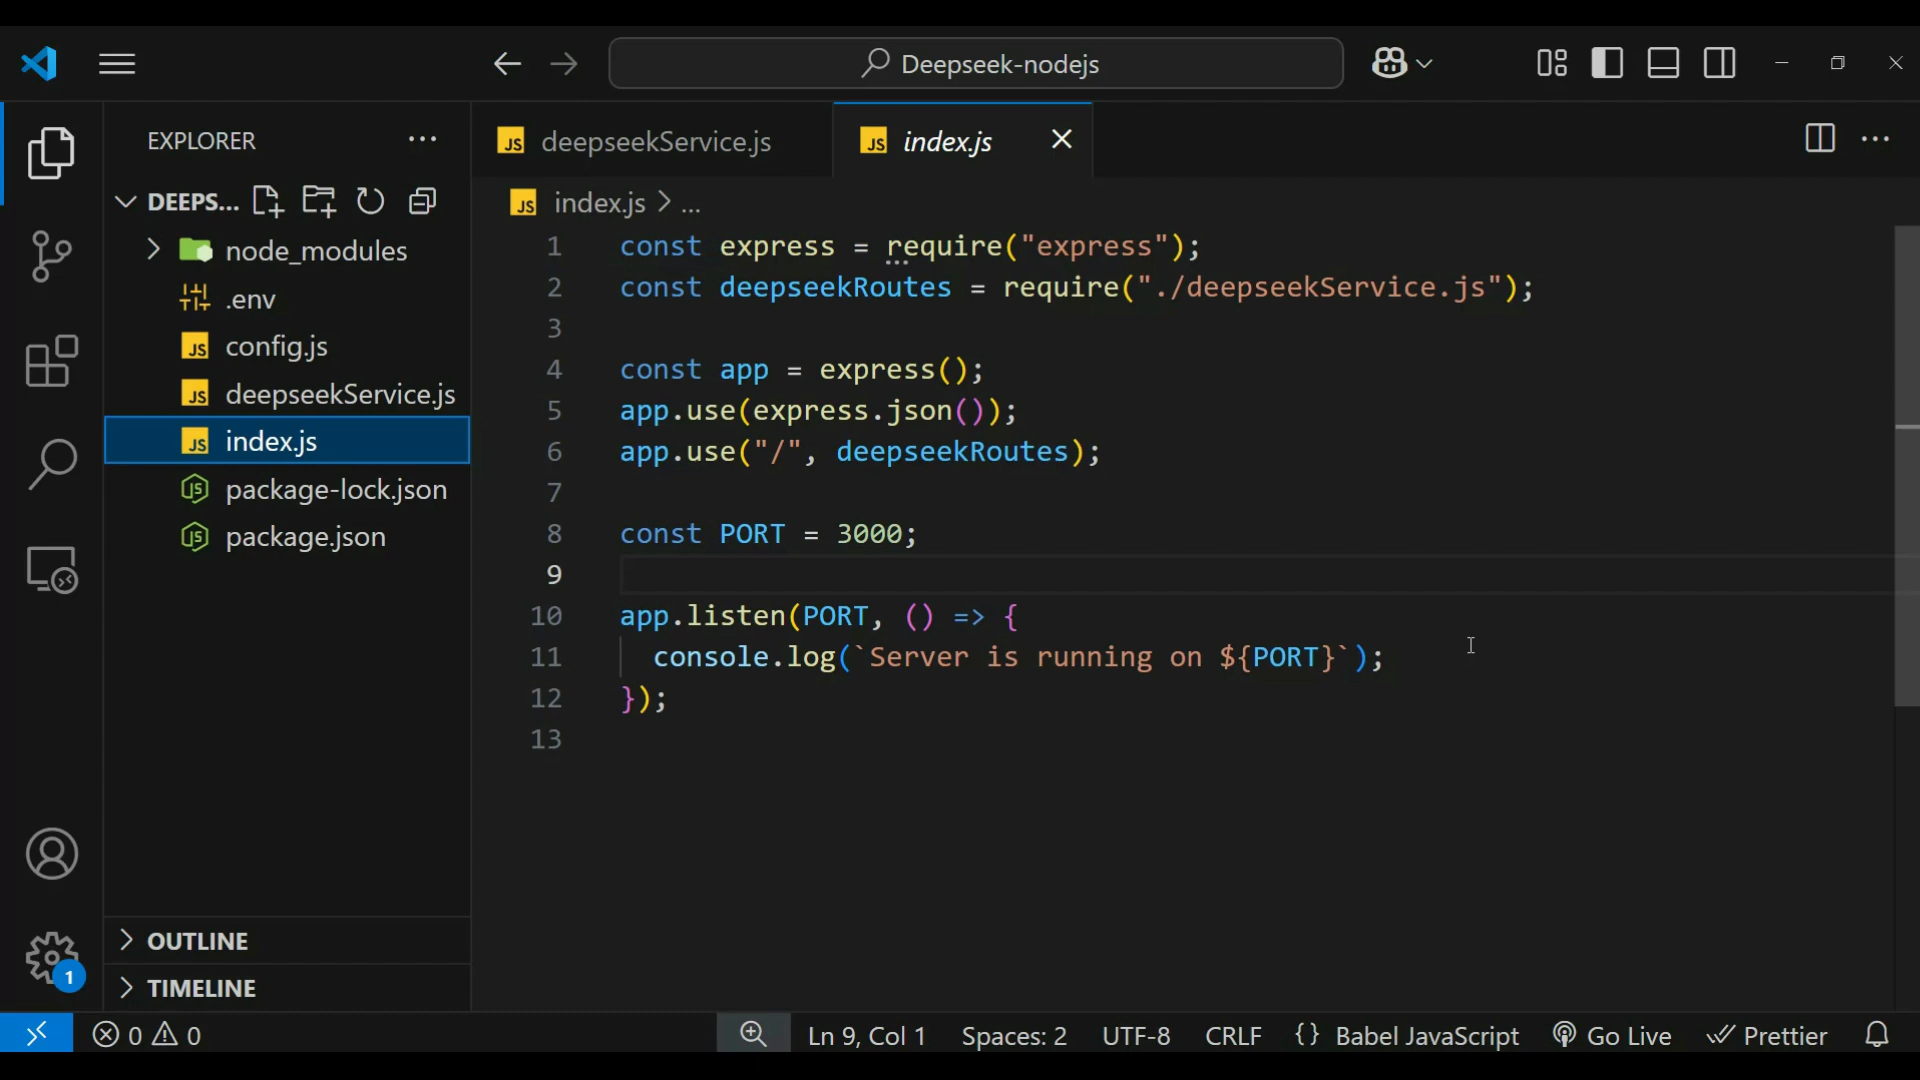 Deepseek-nodejs
EXPLORER
DEEPS...
node_modules
.env
config.js
deepseekService.js
index.js
package-lock.json
package.json
OUTLINE
TIMELINE
deepseekService.js
index.js
index.js > ...
1 const express = require("express");
2 const deepseekRoutes = require("./deepseekService.js");
3
4 const app = express();
5 app.use(express.json());
6 app.use("/", deepseekRoutes);
7
8 const PORT = 3000;
9
10 app.listen(PORT, () => {
11 console.log(`Server is running on ${PORT}`);
12 });
13
1
0 0 Ln 9, Col 1 Spaces: 2 UTF-8 CRLF {} Babel JavaScript Go Live Prettier